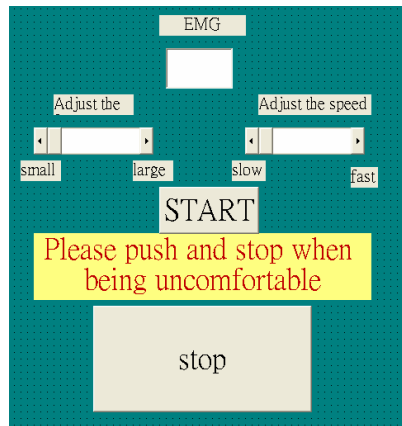 EMG
Adjust the
Adjust the speed
small
large
slow
fast
START
Please push and stop when
being uncomfortable
stop